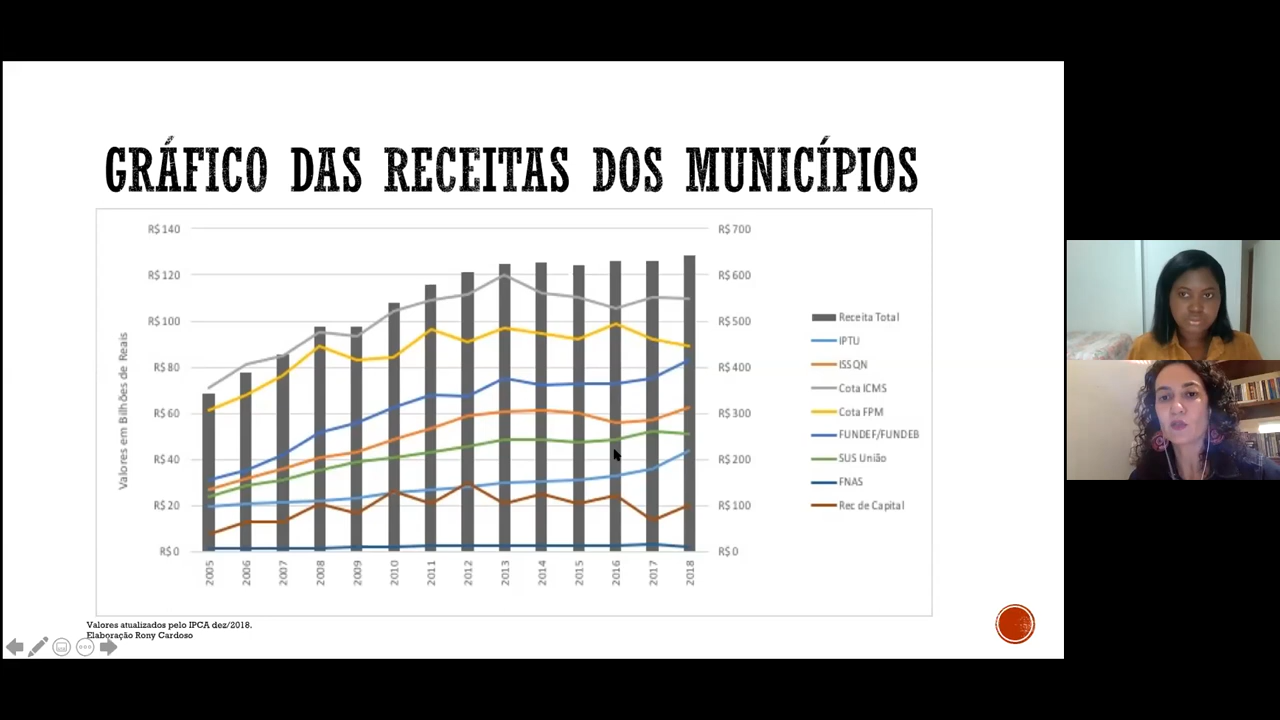 GRÁFICO DAS RECEITAS DOS MUNICÍPIOS
Valores em Bilhões de Reais
R$ 140
R$ 120
R$ 100
R$ 80
R$ 60
R$ 40
R$ 20
R$ 0
R$ 700
R$ 600
R$ 500
R$ 400
R$ 300
R$ 200
R$ 100
R$ 0
2005
2006
2007
2008
2009
2010
2011
2012
2013
2014
2015
2016
2017
2018
Receita Total
IPTU
ISSQN
Cota ICMS
Cota FPM
FUNDEF/FUNDEB
SUS União
FNAS
Rec de Capital
Valores atualizados pelo IPCA dez/2018.
Elaboração Rony Cardoso